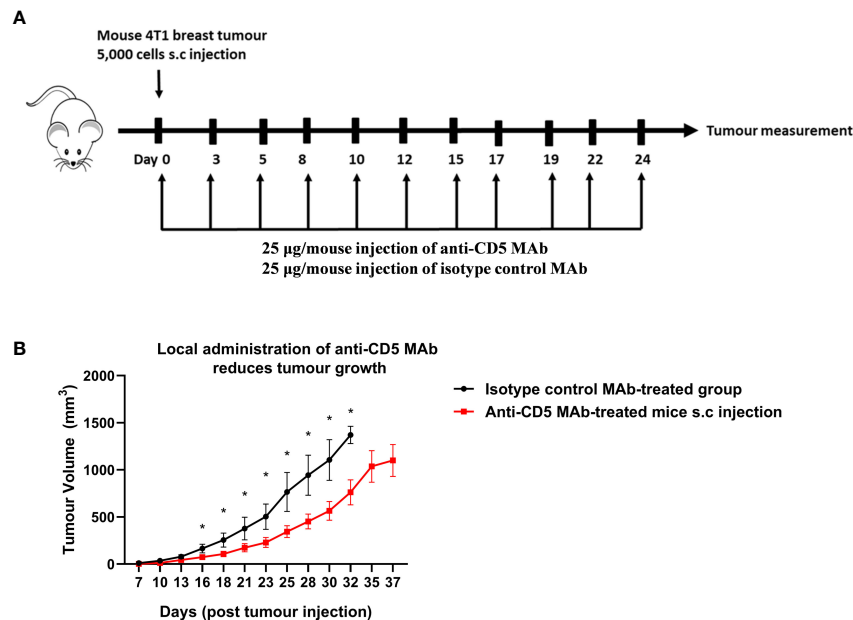 A
Mouse 4T1 breast tumour
5,000 cells s.c injection
Tumour measurement
Day 0 3 5 8 10 12 15 17 19 22 24
25 µg/mouse injection of anti-CD5 MAb
25 µg/mouse injection of isotype control MAb
B
Local administration of anti-CD5 MAb
reduces tumour growth
2000
1500
1000
500
0
Tumour Volume (mm³)
* * * * * * * *
7 10 13 16 18 21 23 25 28 30 32 35 37
Days (post tumour injection)
Isotype control MAb-treated group
Anti-CD5 MAb-treated mice s.c injection